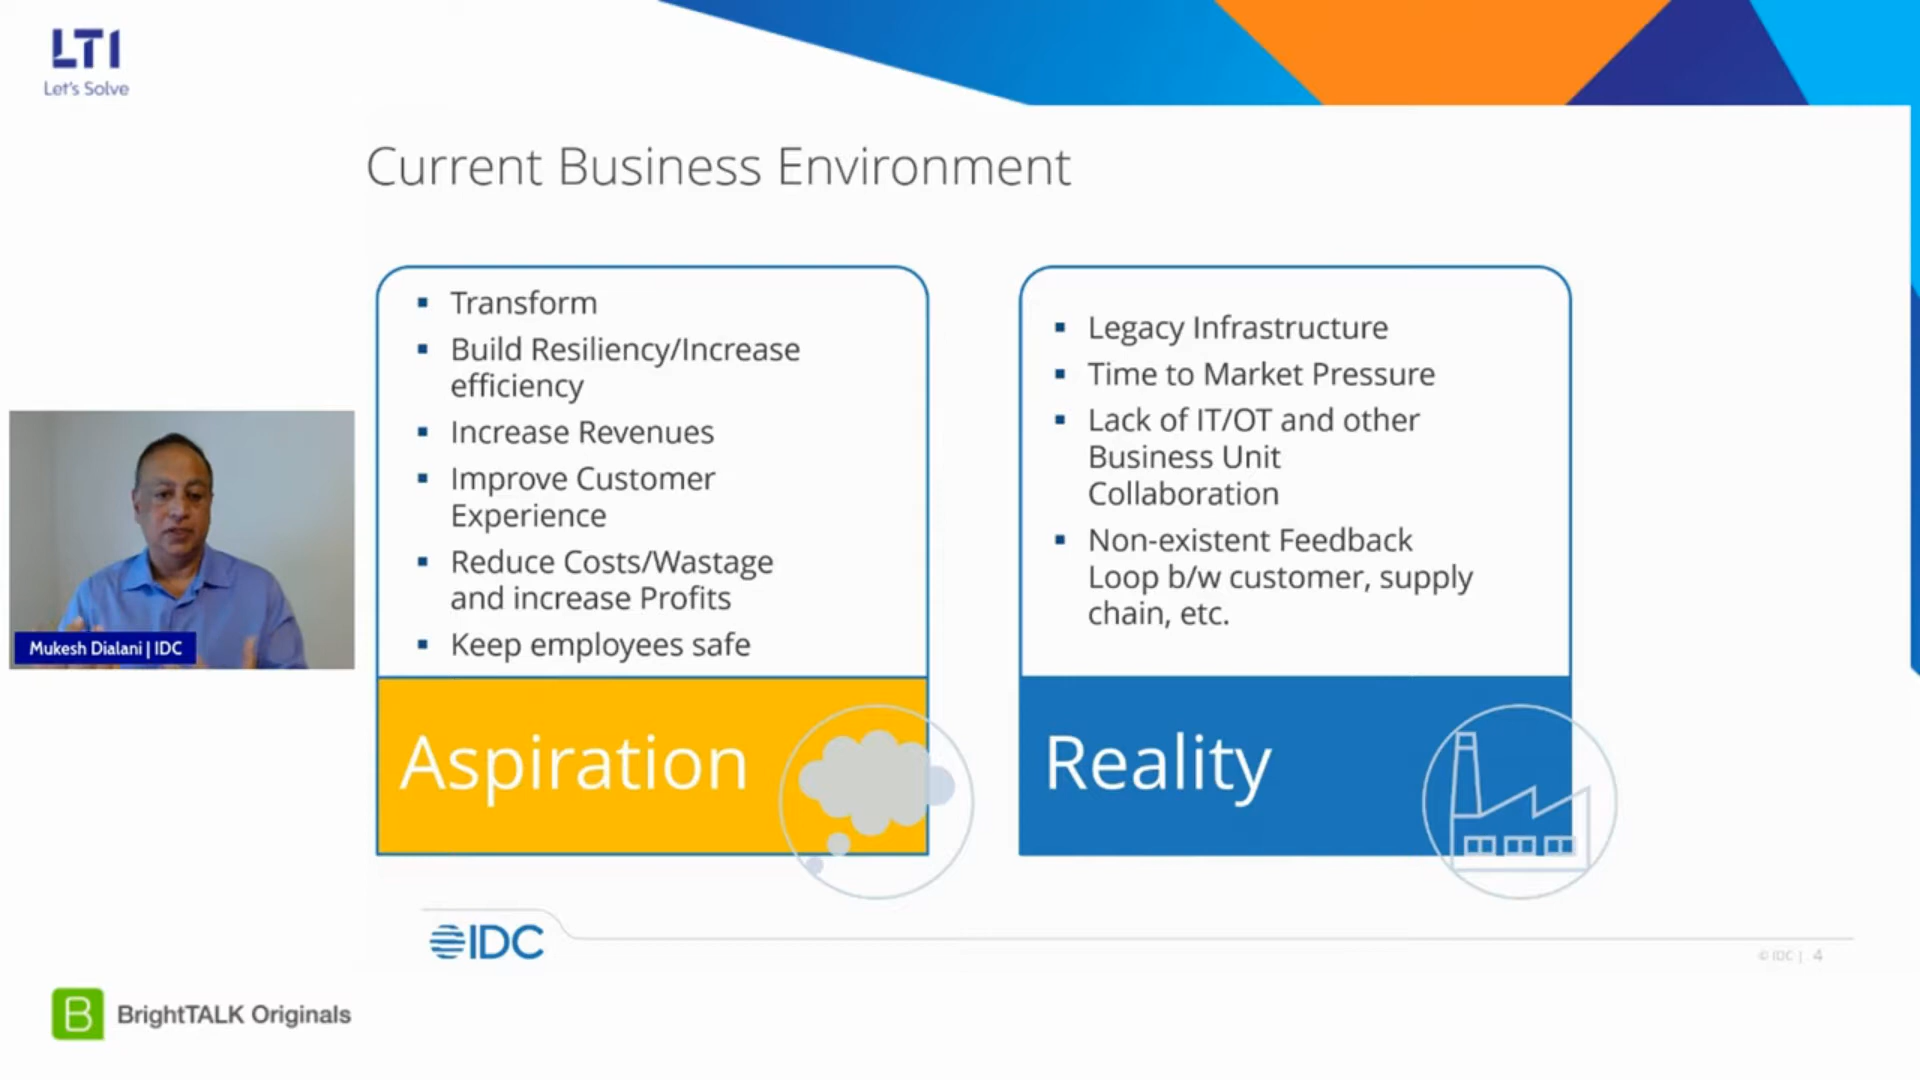 LTI
Let's Solve
Current Business Environment
▪ Transform
▪ Build Resiliency/Increase
efficiency
▪ Increase Revenues
▪ Improve Customer
Experience
▪ Reduce Costs/Wastage
and increase Profits
▪ Keep employees safe
Aspiration
▪ Legacy Infrastructure
▪ Time to Market Pressure
▪ Lack of IT/OT and other
Business Unit
Collaboration
▪ Non-existent Feedback
Loop b/w customer, supply
chain, etc.
Reality
Mukesh Dialani | IDC
IDC
© IDC | 4
B BrightTALK Originals